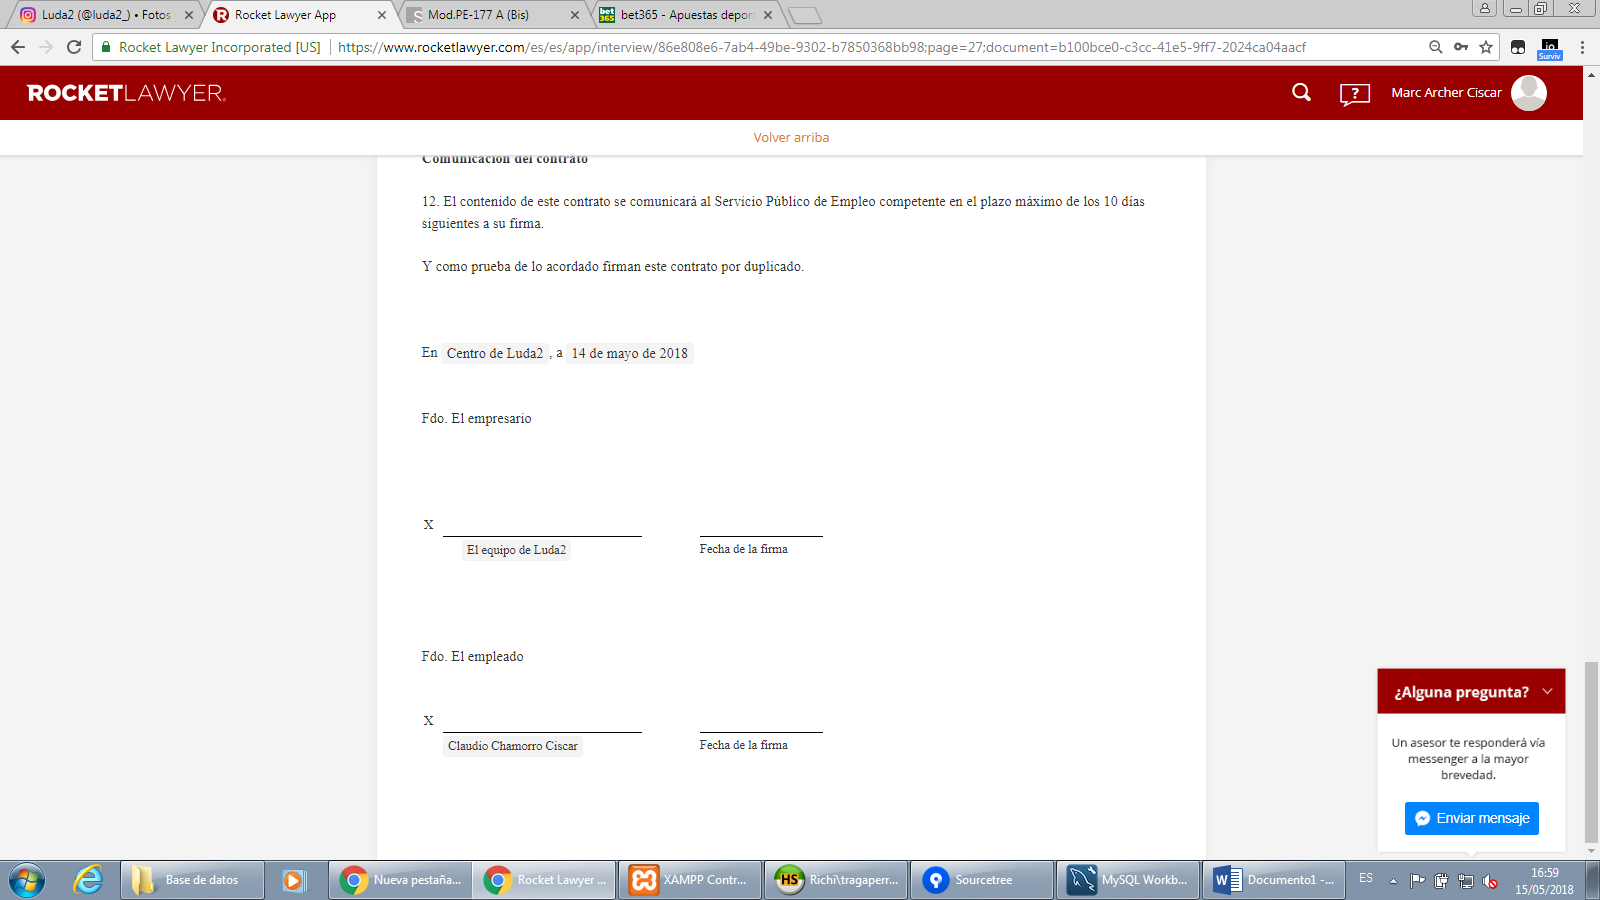 Luda2 (@luda2_) • Fotos
Rocket Lawyer App
Mod.PE-177 A (Bis)
bet365 - Apuestas depor
Rocket Lawyer Incorporated [US]
https://www.rocketlawyer.com/es/es/app/interview/86e808e6-7ab4-49be-9302-b7850368bb98;page=27;document=b100bce0-c3cc-41e5-9ff7-2024ca04aacf
Surviv
ROCKETLAWYER.
Marc Archer Ciscar
Volver arriba
Comunicación del contrato
12. El contenido de este contrato se comunicará al Servicio Público de Empleo competente en el plazo máximo de los 10 días
siguientes a su firma.
Y como prueba de lo acordado firman este contrato por duplicado.
En Centro de Luda2 , a 14 de mayo de 2018
Fdo. El empresario
X
El equipo de Luda2 Fecha de la firma
Fdo. El empleado
X
Claudio Chamorro Ciscar Fecha de la firma
¿Alguna pregunta?
Un asesor te responderá vía
messenger a la mayor
brevedad.
Enviar mensaje
Base de datos
Nueva pestaña...
Rocket Lawyer ...
XAMPP Contr...
HS Richi\tragaperr...
Sourcetree
MySQL Workb...
Documento1 -...
ES
16:59
15/05/2018